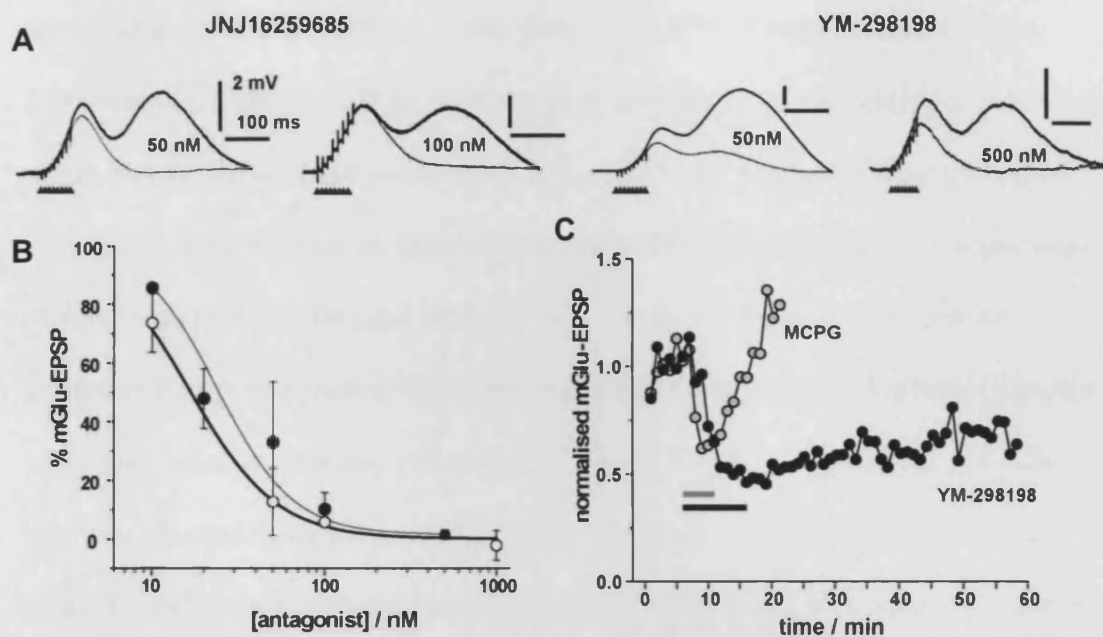 JNJ16259685
YM-298198
A
2 mV
100 ms
50 nM
100 nM
50nM
500 nM
B
100
80
60
40
20
0
% mGlu-EPSP
10
100
1000
[antagonist] / nM
C
1.5
1.0
0.5
0.0
normalised mGlu-EPSP
MCPG
YM-298198
0
10
20
30
40
50
60
time / min